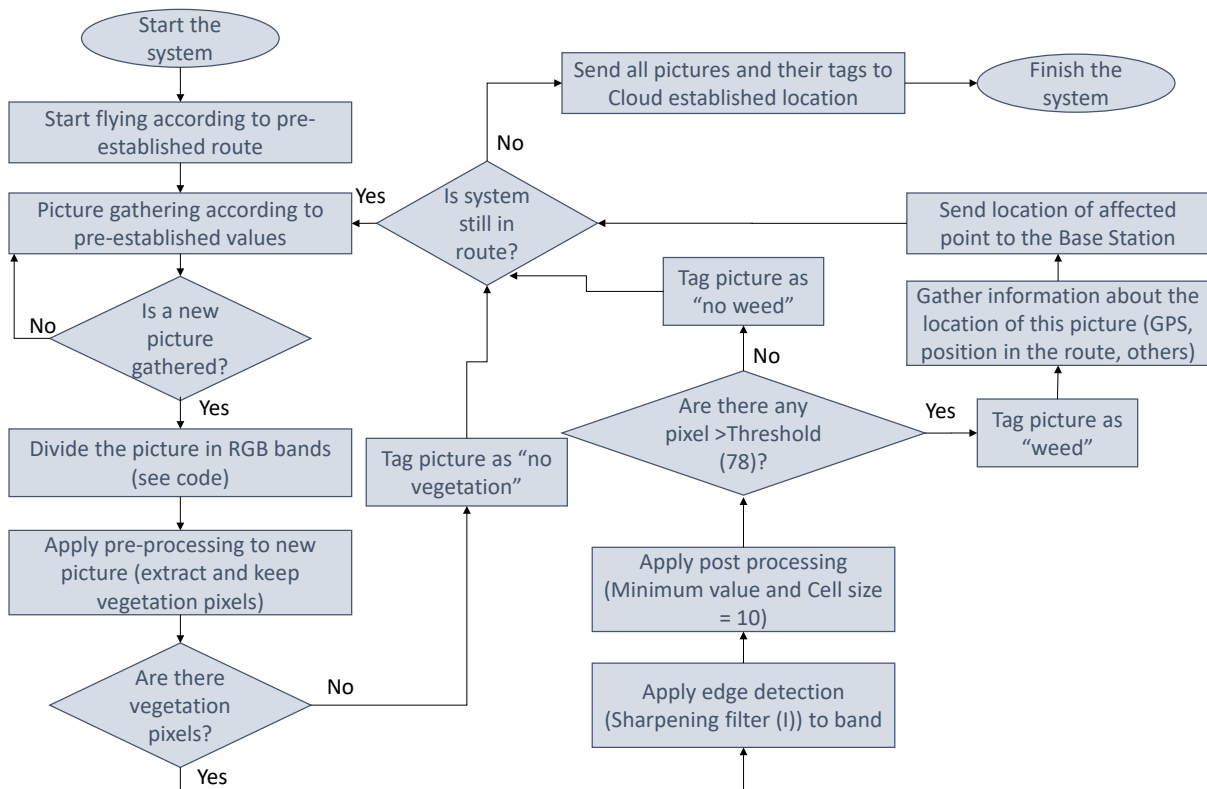 Start the
system
Start flying according to pre-
established route
Picture gathering according to
pre-established values
Is a new
picture
gathered?
No
Yes
Divide the picture in RGB bands
(see code)
Apply pre-processing to new
picture (extract and keep
vegetation pixels)
Are there
vegetation
pixels?
No
Yes
Tag picture as “no
vegetation”
Apply edge detection
(Sharpening filter (I)) to band
Apply post processing
(Minimum value and Cell size
= 10)
Are there any
pixel >Threshold
(78)?
No
Yes
Tag picture as
“no weed”
Tag picture as
“weed”
Gather information about the
location of this picture (GPS,
position in the route, others)
Send location of affected
point to the Base Station
Is system
still in
route?
Yes
No
Send all pictures and their tags to
Cloud established location
Finish the
system